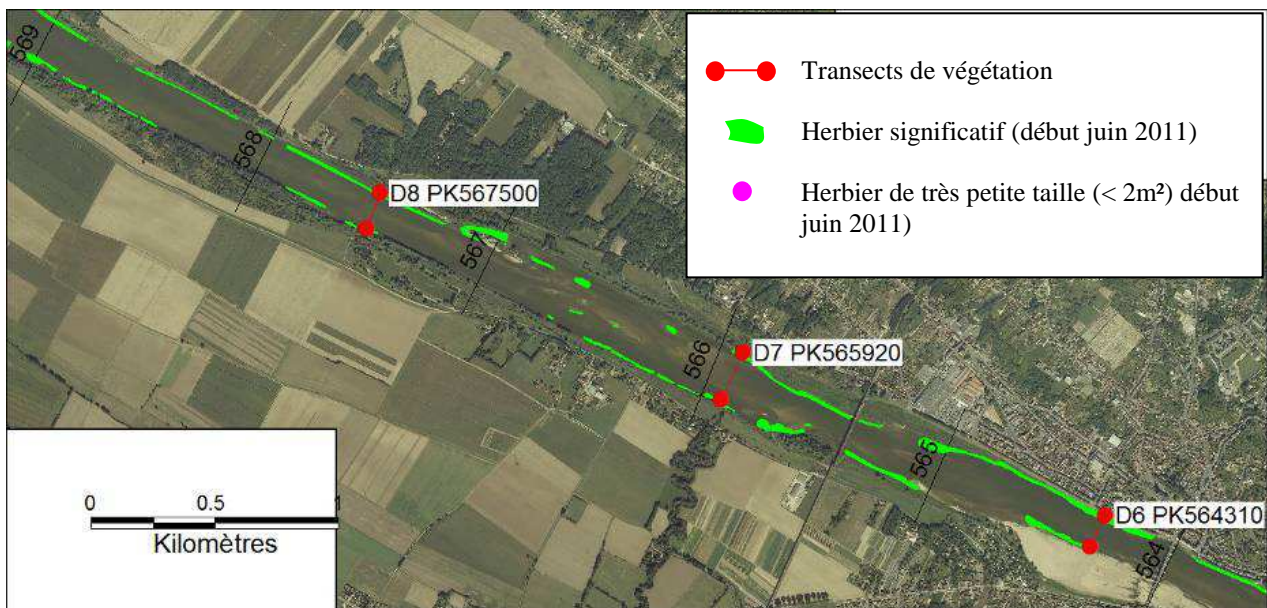 Transects de végétation
Herbier significatif (début juin 2011)
Herbier de très petite taille (< 2m²) début
juin 2011)
569
568
D8 PK567500
567
566
D7 PK565920
565
D6 PK564310
564
0 0.5 1
Kilomètres